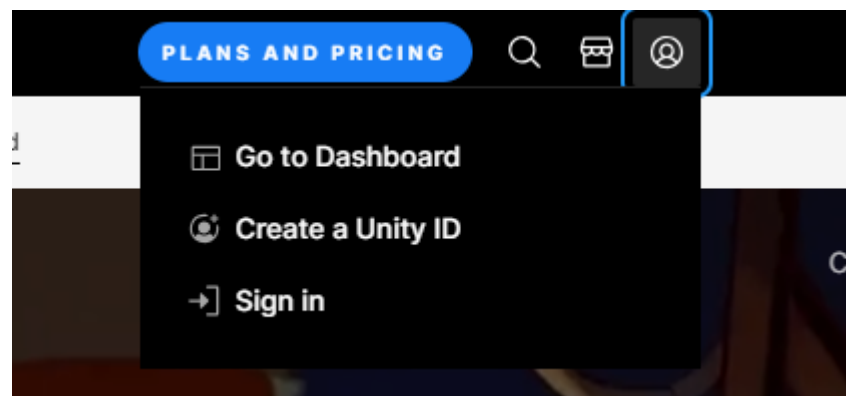 PLANS AND PRICING
Go to Dashboard
Create a Unity ID
Sign in